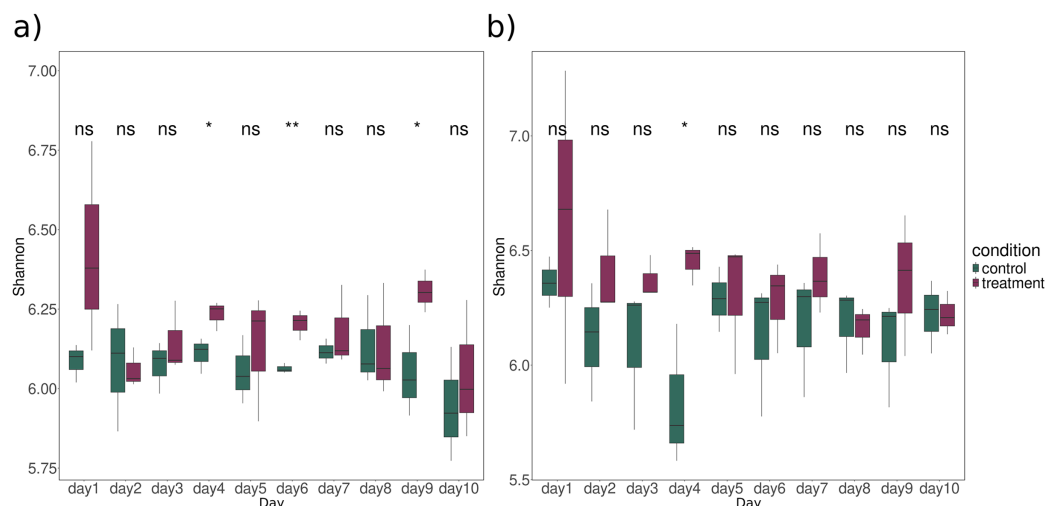 a)
b)
7.00
6.75
6.50
6.25
6.00
5.75
Shannon
ns ns ns * ns ** ns ns * ns
day1 day2 day3 day4 day5 day6 day7 day8 day9 day10
Day
7.0
6.5
6.0
5.5
Shannon
ns ns ns * ns ns ns ns ns ns
day1 day2 day3 day4 day5 day6 day7 day8 day9 day10
Day
condition
control
treatment